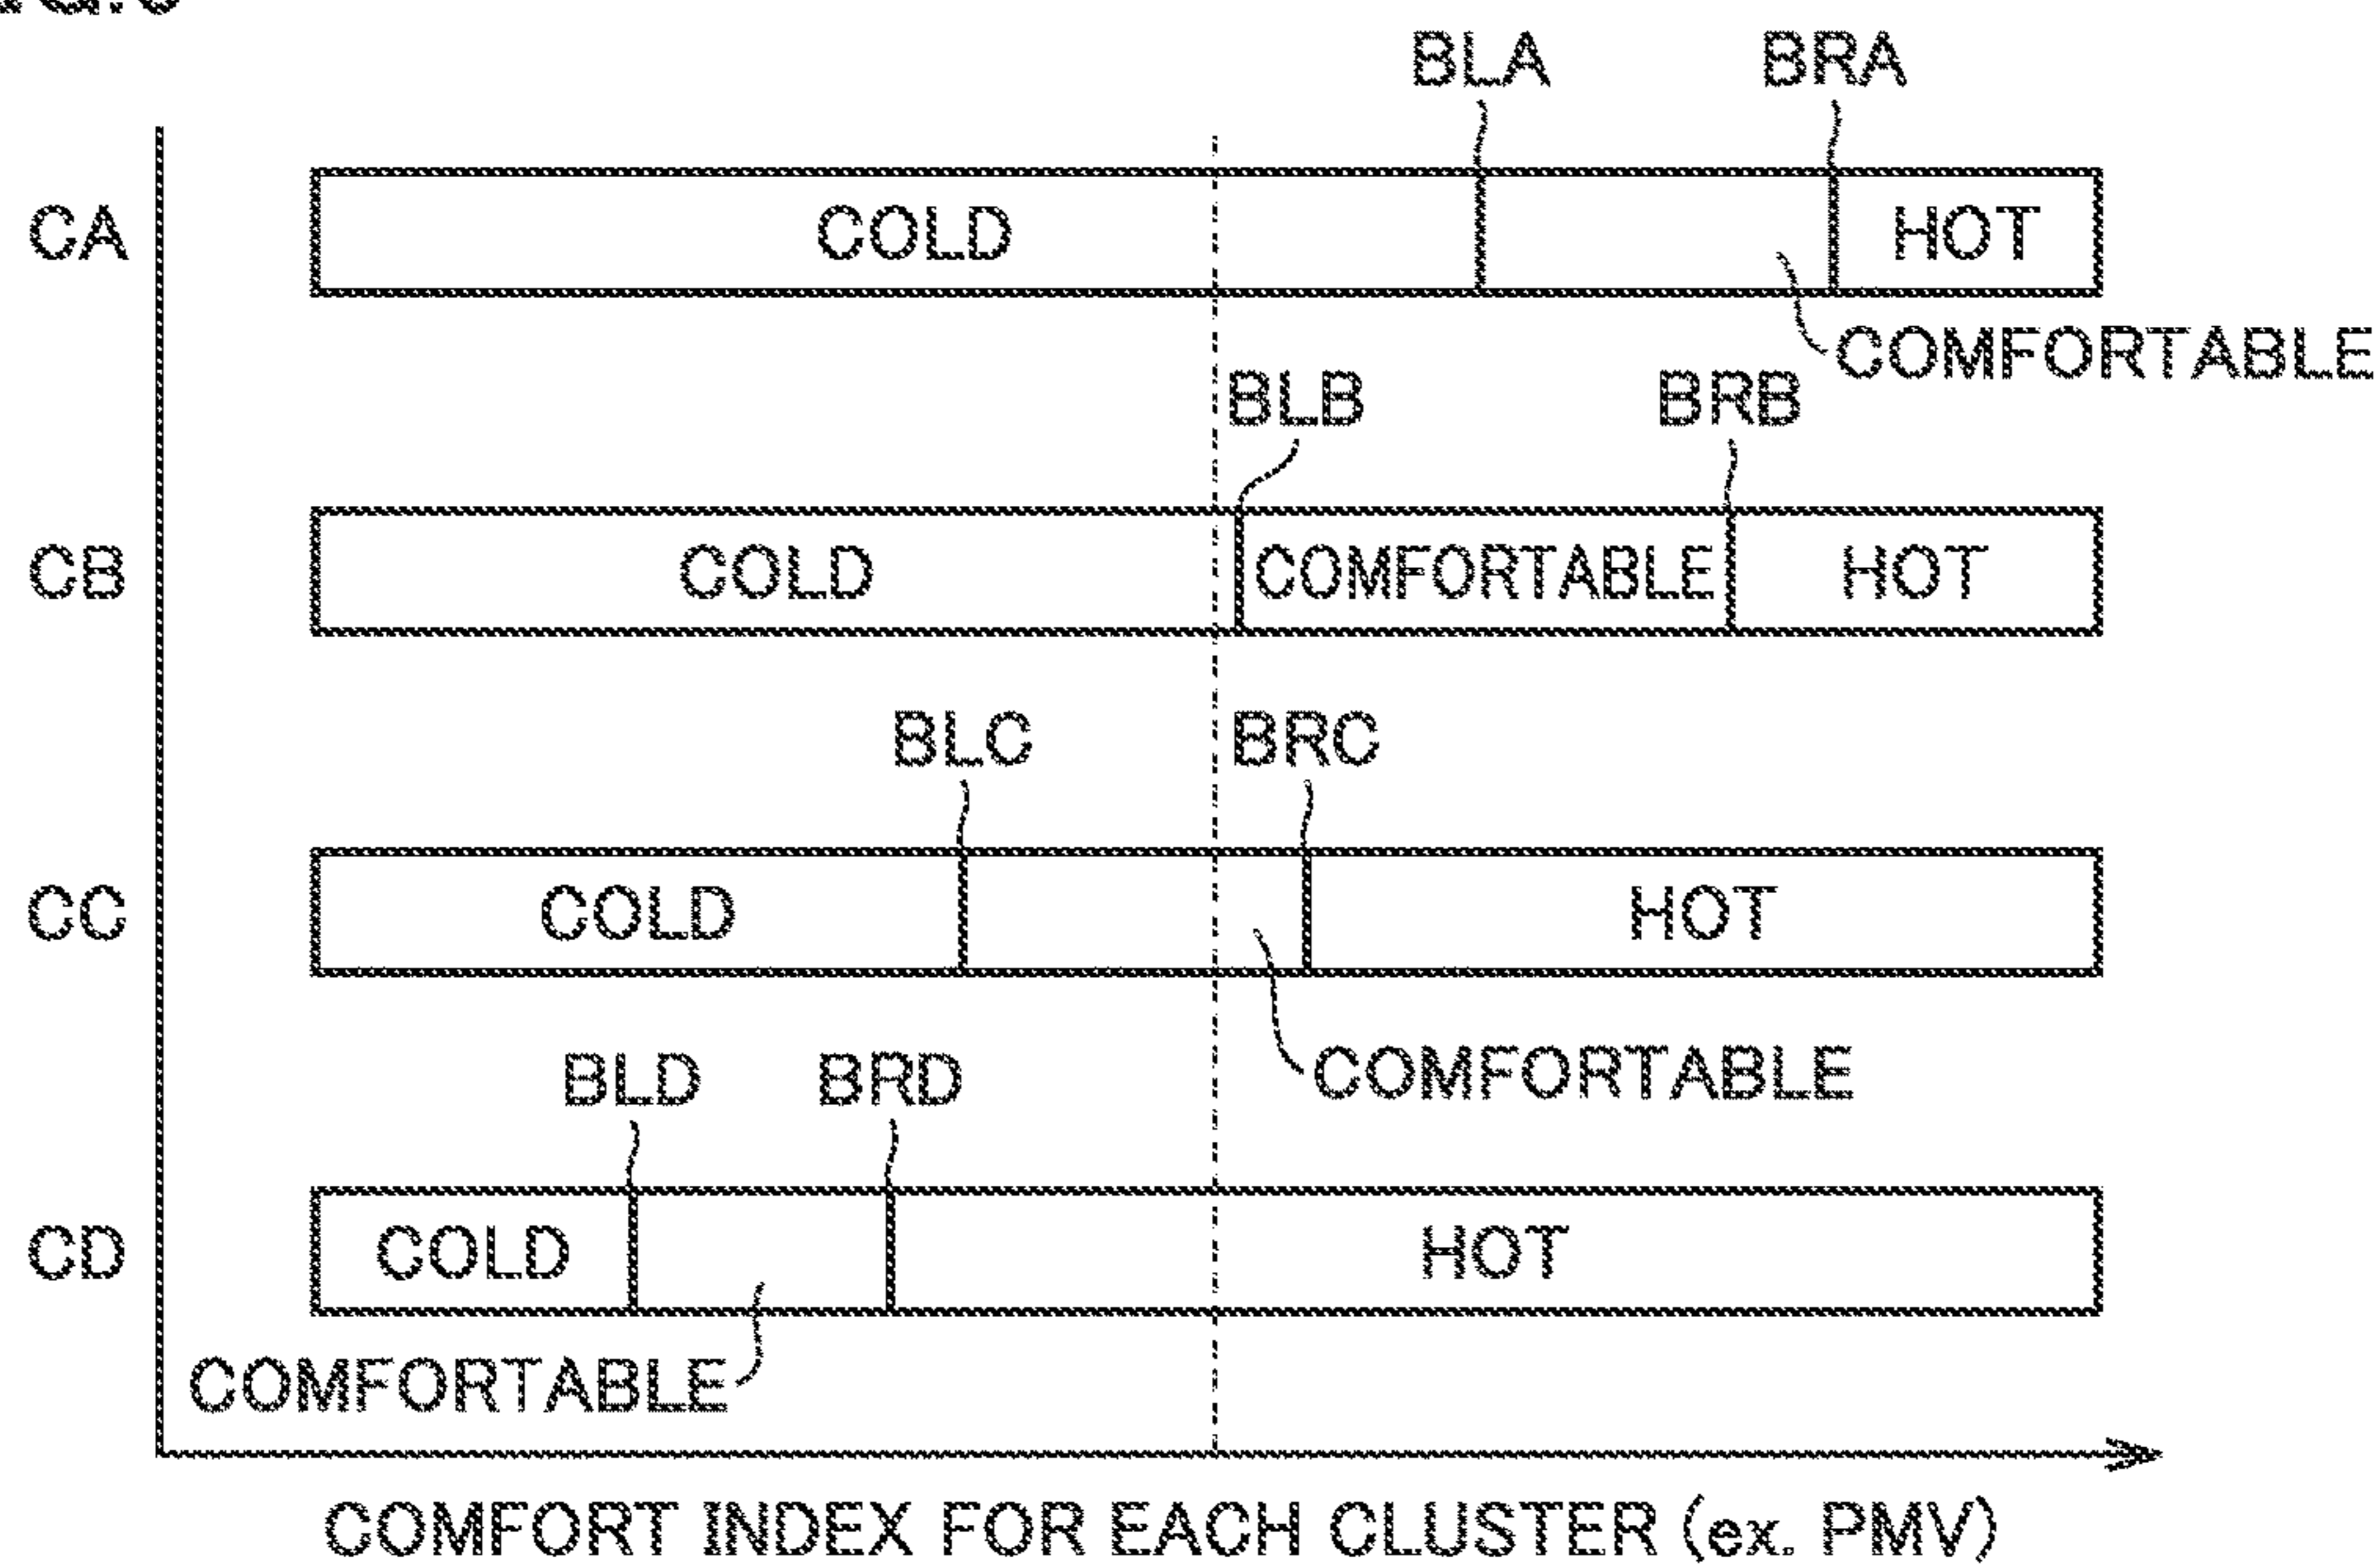 BLA BRA
CA COLD HOT
COMFORTABLE
BLB BRB
CB COLD COMFORTABLE HOT
BLC BRC
CC COLD HOT
COMFORTABLE
BLD BRD
CD COLD HOT
COMFORTABLE
COMFORT INDEX FOR EACH CLUSTER (ex. PMV)